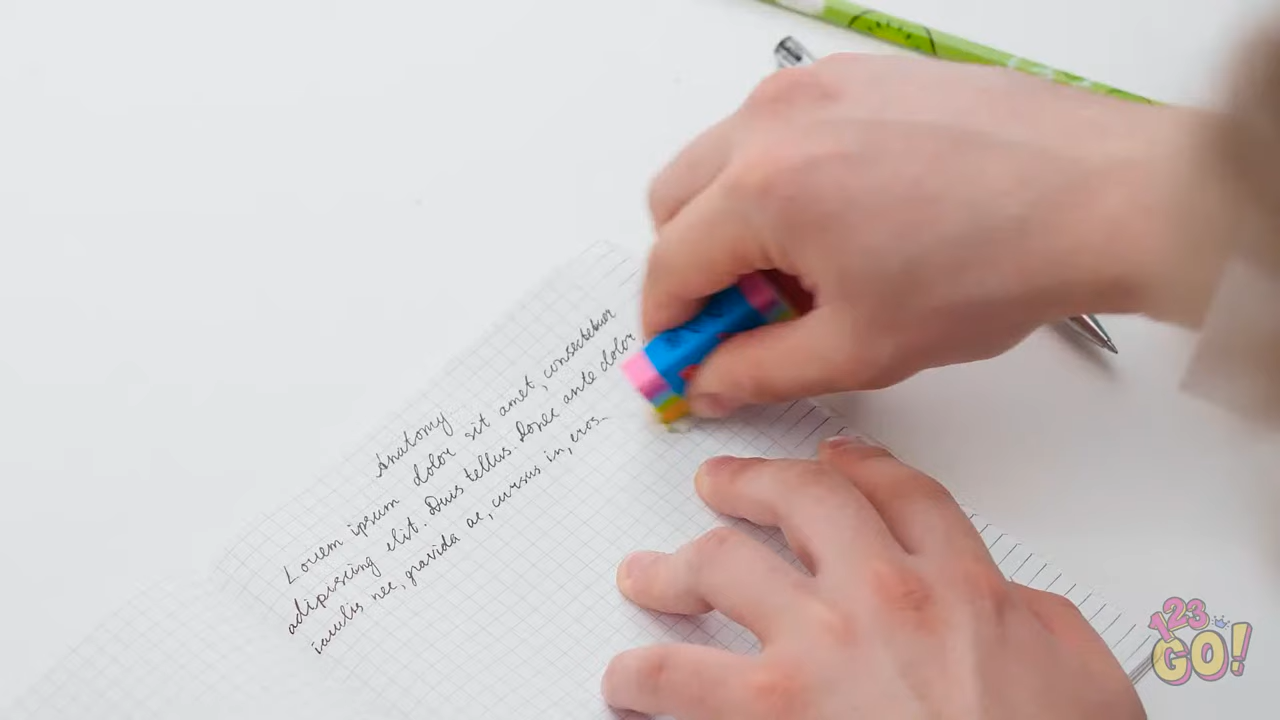 Anatomy
Lorem ipsum dolor sit amet, consectetuer
adipiscing elit. Duis tellus. Donec ante dolor
iaculis nec, gravida ac, cursus in, eros.
123
GO!